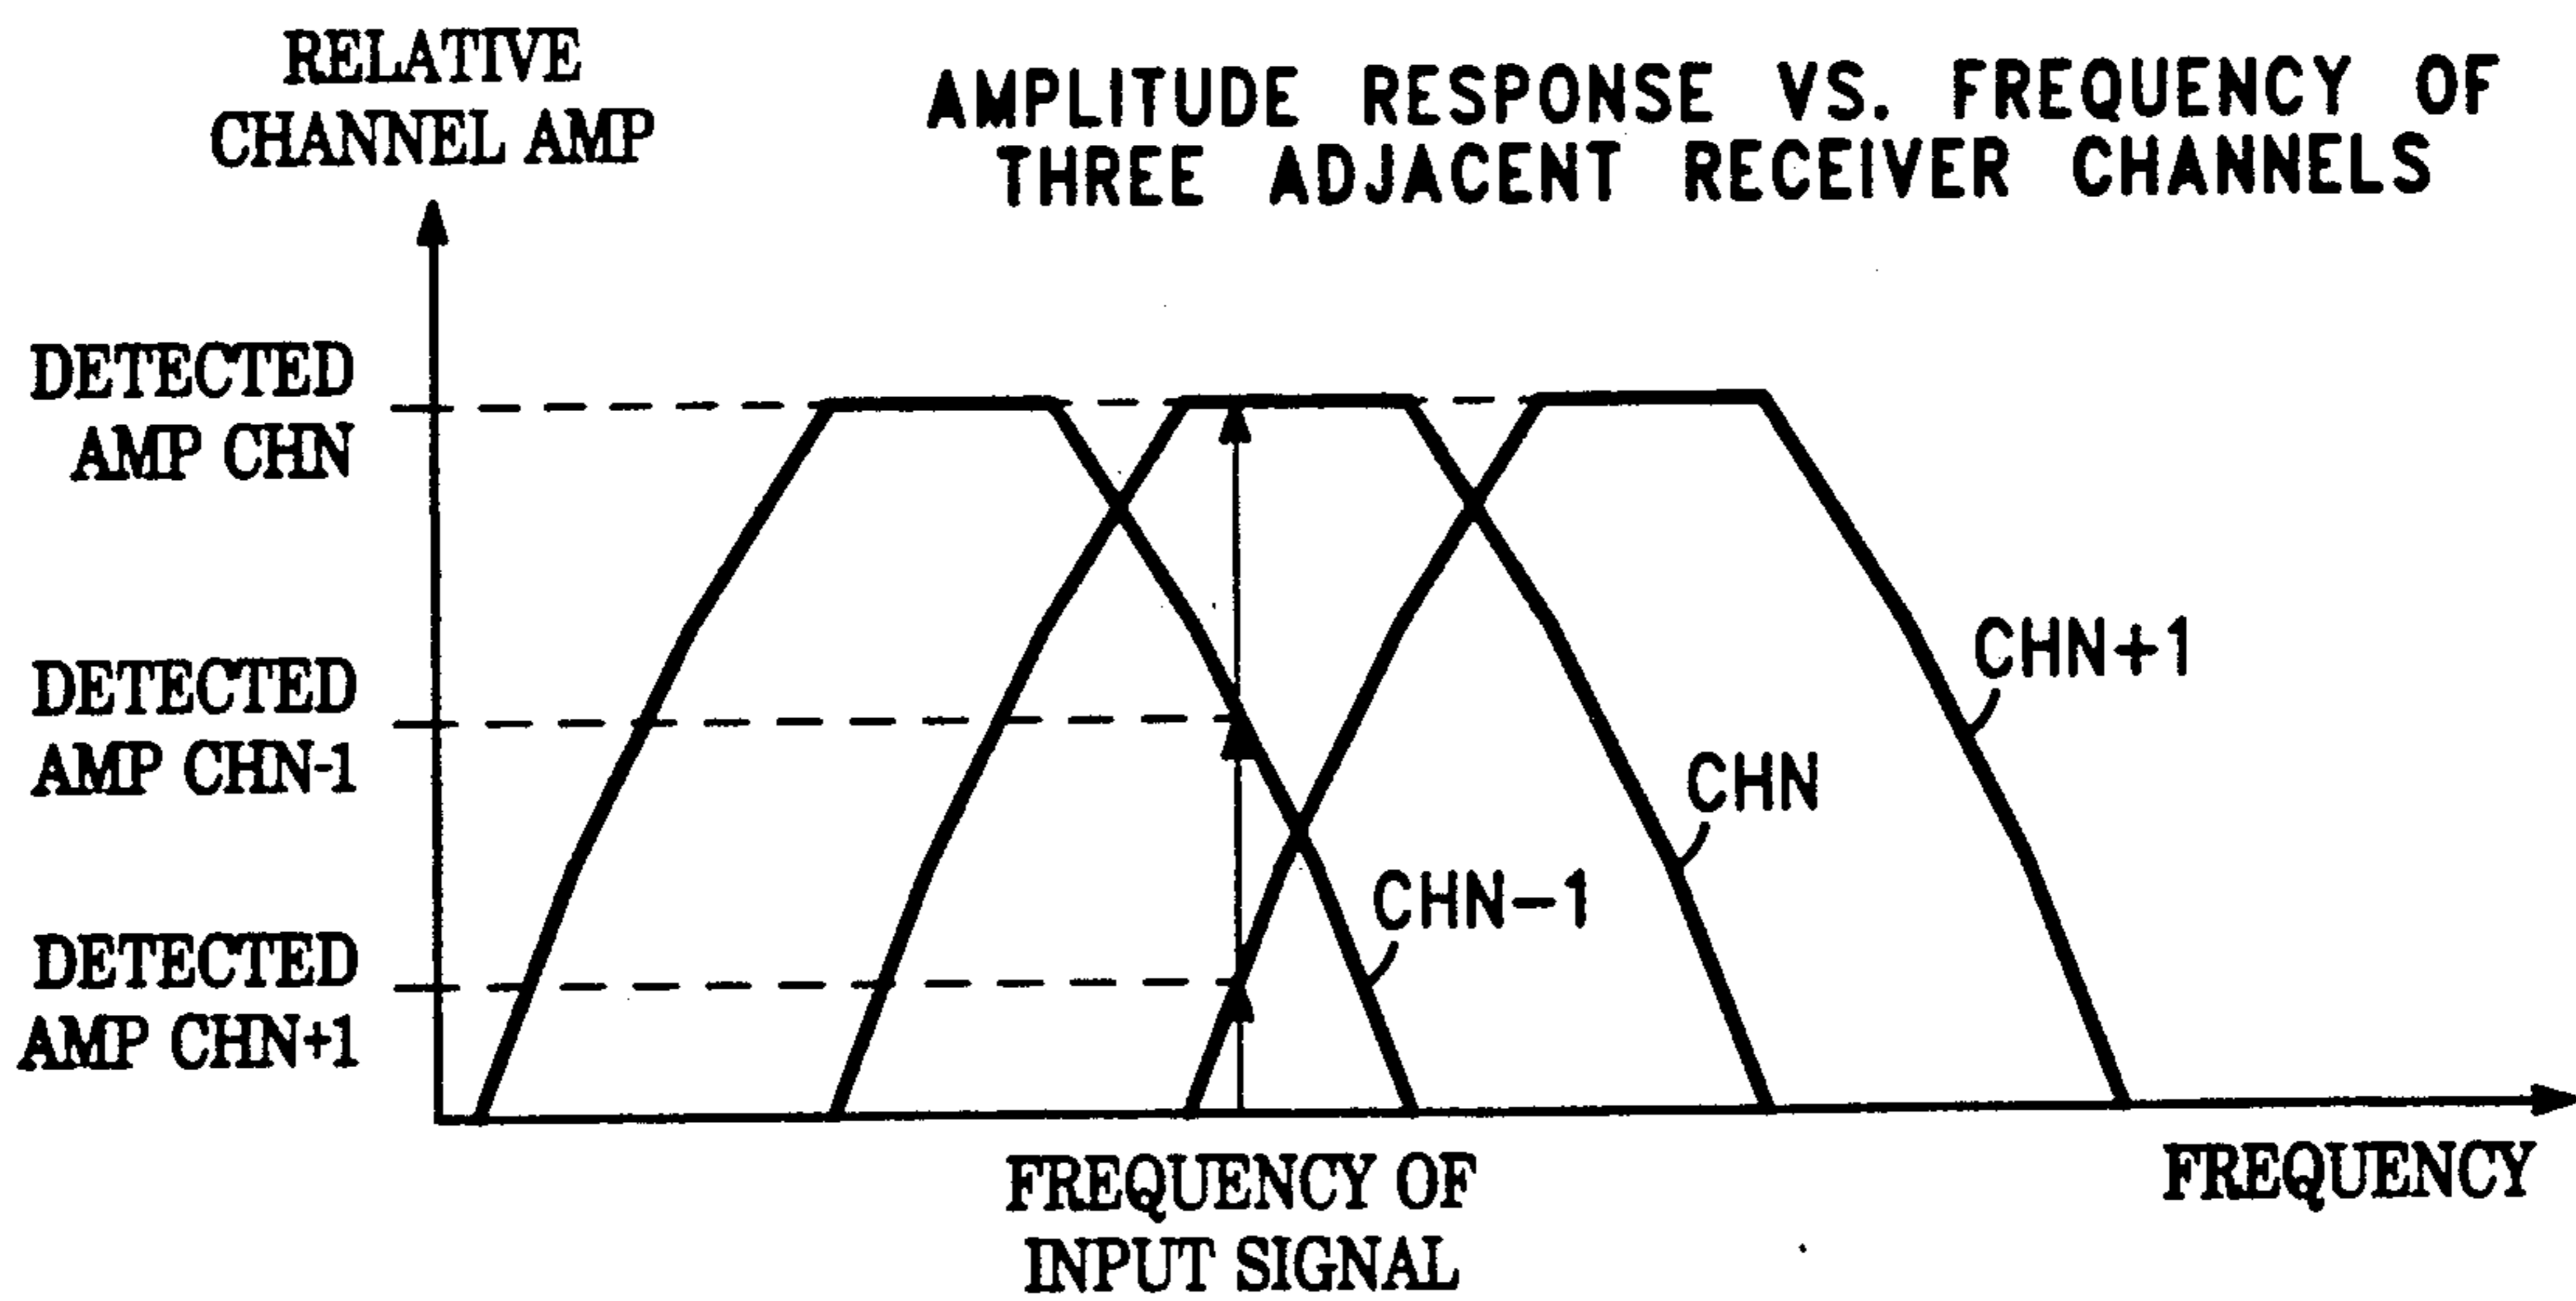 RELATIVE
CHANNEL AMP
AMPLITUDE RESPONSE VS. FREQUENCY OF
THREE ADJACENT RECEIVER CHANNELS
DETECTED
AMP CHN
DETECTED
AMP CHN-1
DETECTED
AMP CHN+1
CHN+1
CHN
CHN-1
FREQUENCY OF
INPUT SIGNAL
FREQUENCY